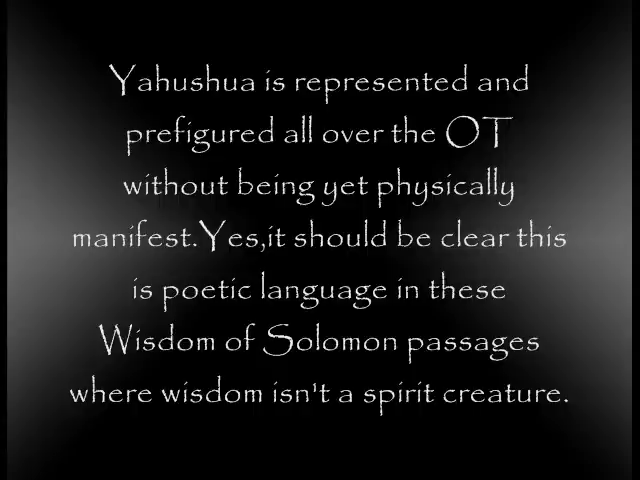 Yahushua is represented and
prefigured all over the OT
without being yet physically
manifest.Yes,it should be clear this
is poetic language in these
Wisdom of Solomon passages
where wisdom isn't a spirit creature.